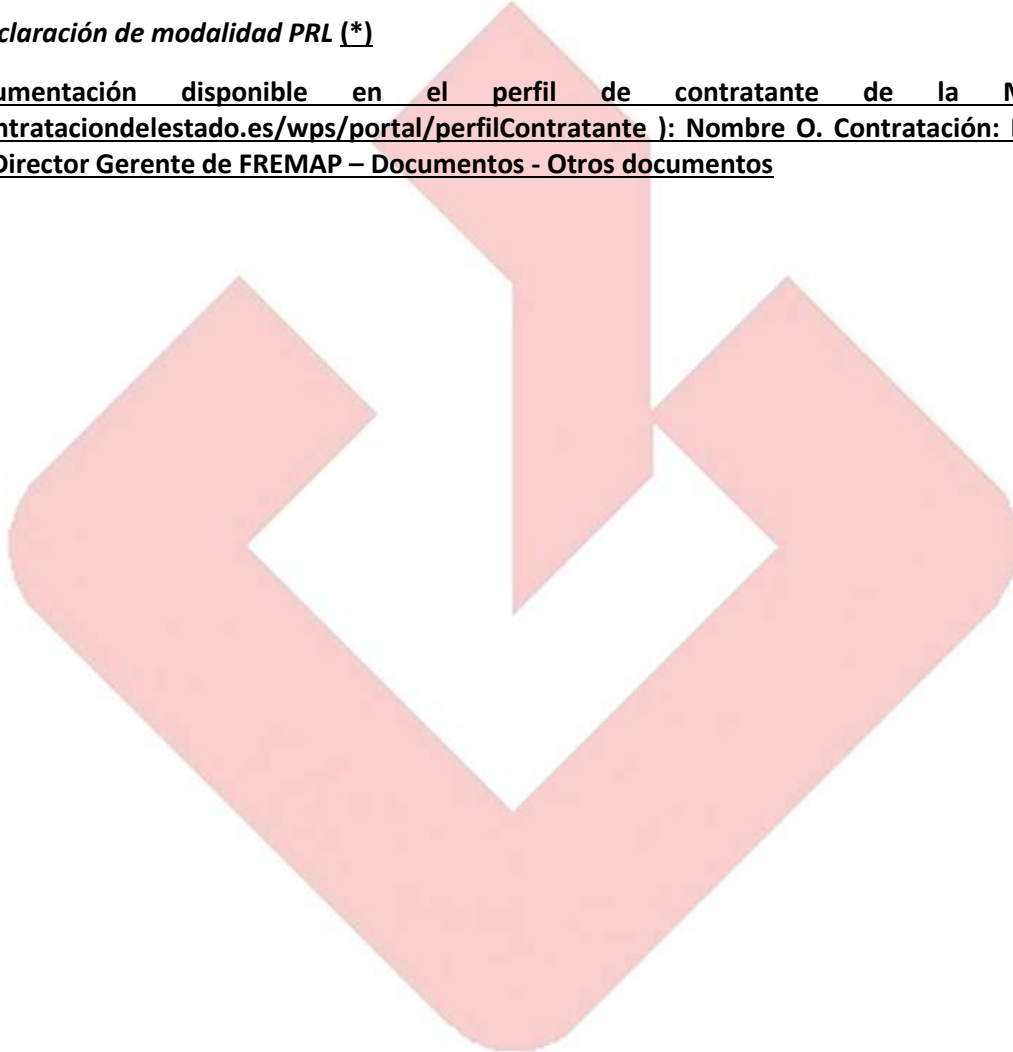 claración de modalidad PRL (*)
umentación disponible en el perfil de contratante de la
ntrataciondelestado.es/wps/portal/perfilContratante ): Nombre O. Contratación:
Director Gerente de FREMAP – Documentos - Otros documentos